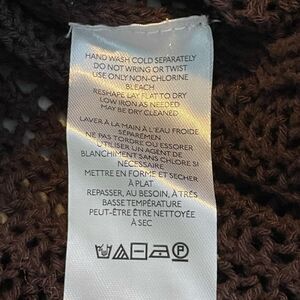 HAND WASH COLD SEPARATELY
DO NOT WRING OR TWIST
USE ONLY NON-CHLORINE
BLEACH
RESHAPE LAY FLAT TO DRY
LOW IRON AS NEEDED
MAY BE DRY CLEANED
LAVER À LA MAIN À L'EAU FROIDE
SEPAREMEN
NE PAS TORDRE OU ESSORER
UTILISER UN AGENT DE
BLANCHIMENT SANS CHLORE SI
NÉCESSAIRE
METTRE EN FORME ET SECHER
À PLAT
REPASSER, AU BESOIN, À TRÈS
BASSE TEMPÉRATURE
PEUT-ÊTRE ÊTRE NETTOYÉE
À SEC